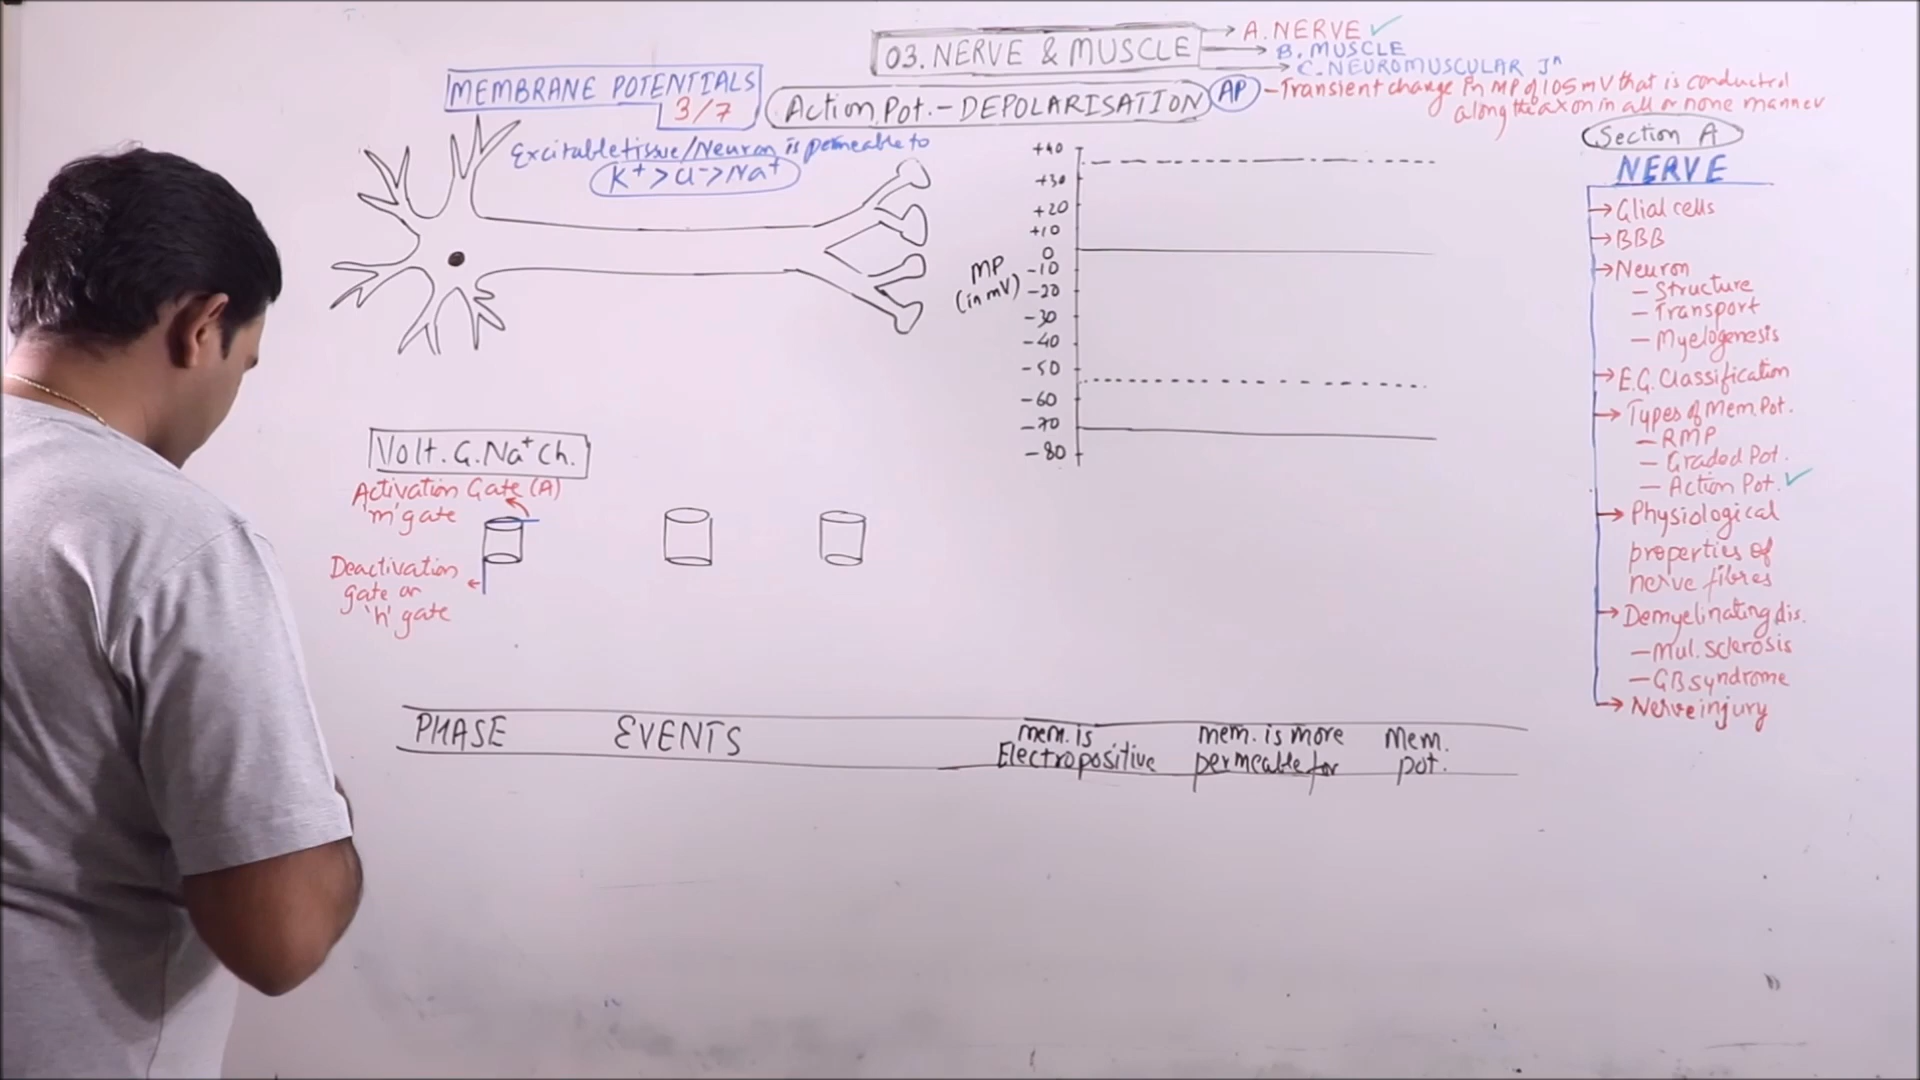 03. NERVE & MUSCLE
A. NERVE ✓
B. MUSCLE
C. NEUROMUSCULAR Jⁿ
MEMBRANE POTENTIALS
3/7
Action Pot. - DEPOLARISATION
AP - Transient change in MP of 105 mV that is conducted
along the axon in all or none manner
Excitable tissue/Neuron is permeable to
K⁺ > Cl⁻ > Na⁺
+40
+30
+20
+10
0
-10
-20
-30
-40
-50
-60
-70
-80
MP
(in mV)
Volt. G. Na⁺ Ch.
Activation Gate (A)
'm' gate
Deactivation
gate or
'h' gate
PHASE
EVENTS
mem. is
Electropositive
mem. is more
permeable for
Mem.
pot.
Section A
NERVE
→ Glial cells
→ BBB
→ Neuron
- Structure
- Transport
- Myelogenesis
→ E.G. Classification
→ Types of Mem. Pot.
- RMP
- Graded Pot.
- Action Pot. ✓
→ Physiological
properties of
nerve fibres
→ Demyelinating dis.
- Mul. Sclerosis
- GB syndrome
→ Nerve injury